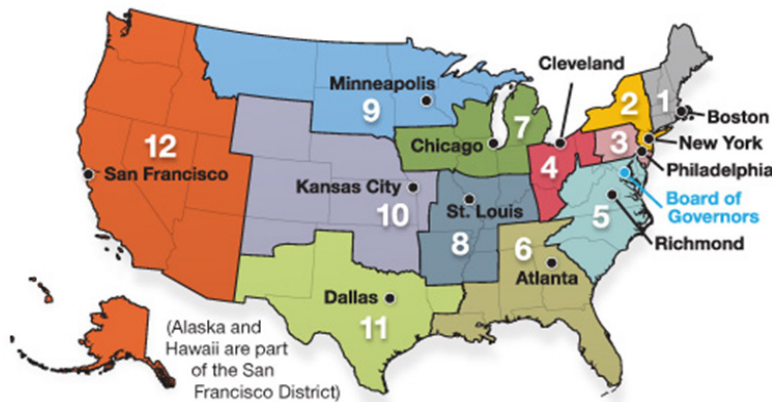 Cleveland
Minneapolis
9
2
1
Boston
7
New York
12
Chicago
3
Philadelphia
San Francisco
4
Kansas City
Board of
Governors
10
St. Louis
5
8
6
Richmond
Atlanta
Dallas
11
(Alaska and
Hawaii are part
of the San
Francisco District)